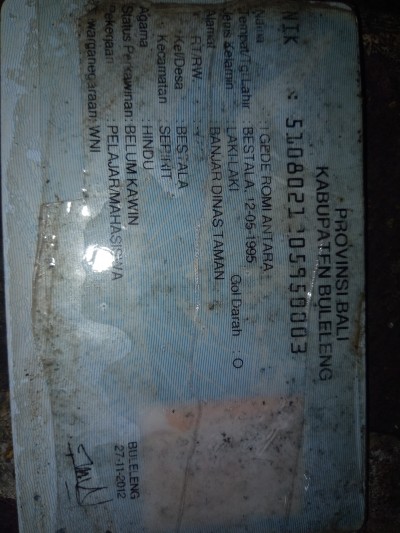 PROVINSI BALI
KABUPATEN BULELENG
NIK : 5108021205950003
Nama : I GPDE ROMI ANTARA
Tempat/Tgl Lahir : BESTALA, 12-05-1995
Jenis Kelamin : LAKI-LAKI Gol Darah : O
Alamat : BANJAR DINAS TAMAN
RT/RW :
Kel/Desa : BESTALA
Kecamatan : SERIRIT
Agama : HINDU
Status Perkawinan: BELUM KAWIN
Pekerjaan : PELAJAR/MAHASISWA
Kewarganegaraan: WNI
BULELENG
27-11-2012